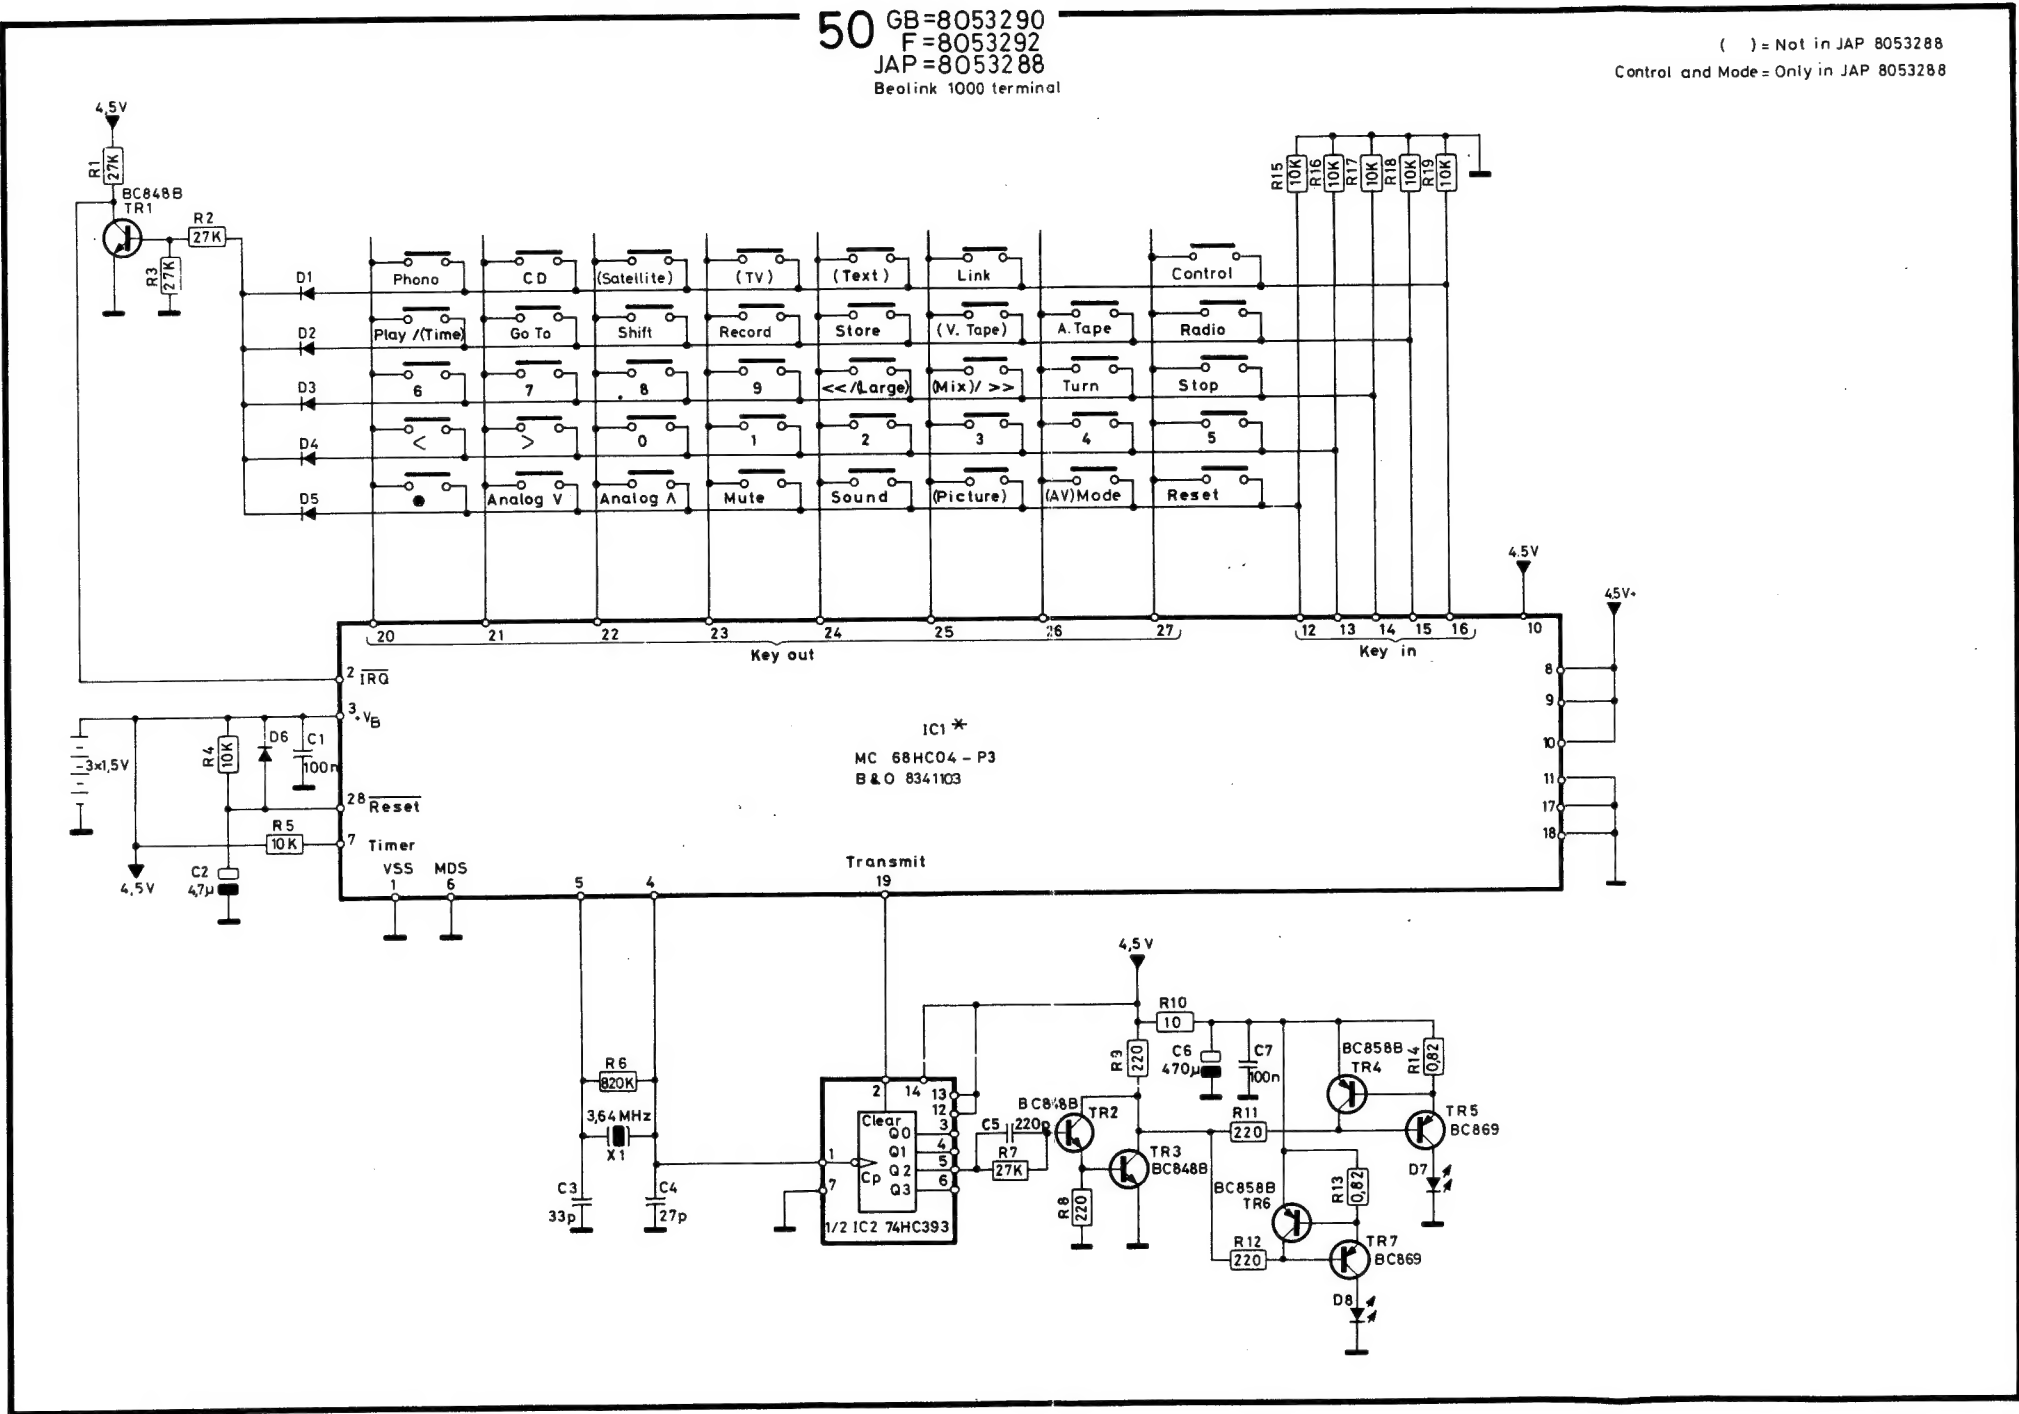 50 GB=8053290
F=8053292
JAP=8053288
Beolink 1000 terminal
( )= Not in JAP 8053288
Control and Mode= Only in JAP 8053288
4,5V
R1 27K
BC848B
TR1
R2
27K
R3 27K
R15 10K R16 10K R17 10K R18 10K R19 10K
D1
Phono CD (Satellite) (TV) (Text) Link Control
D2
Play/(Time) Go To Shift Record Store (V. Tape) A.Tape Radio
D3
6 7 8 9 <</(Large) (Mix)/ >> Turn Stop
D4
< > 0 1 2 3 4 5
D5
● Analog V Analog Λ Mute Sound (Picture) (AV)Mode Reset
4.5V
4,5V+
20 21 22 23 24 25 26 27 12 13 14 15 16 10
Key out Key in
2 IRQ
3 +VB
28 Reset
7 Timer
VSS MDS
1 6 5 4
8
9
10
11
17
18
IC1 *
MC 68HC04-P3
B&O 8341103
Transmit
19
3x1,5V
R4 10K
D6
C1
100n
R5
10K
C2
4,7µ
4,5V
R6
820K
3,64MHz
X1
C3
33p
C4
27p
2 14
13
12
Clear
Q0 3
Q1 4
Q2 5
Q3 6
1
Cp
7
1/2 IC2 74HC393
C5 220p
R7
27K
BC848B
TR2
R8 220
TR3
BC848B
4,5V
R9 220
R10
10
C6
470µ
C7
100n
BC858B
TR4
R14 0,82
R11
220
TR5
BC869
D7
BC858B
TR6
R13 0,82
R12
220
TR7
BC869
D8